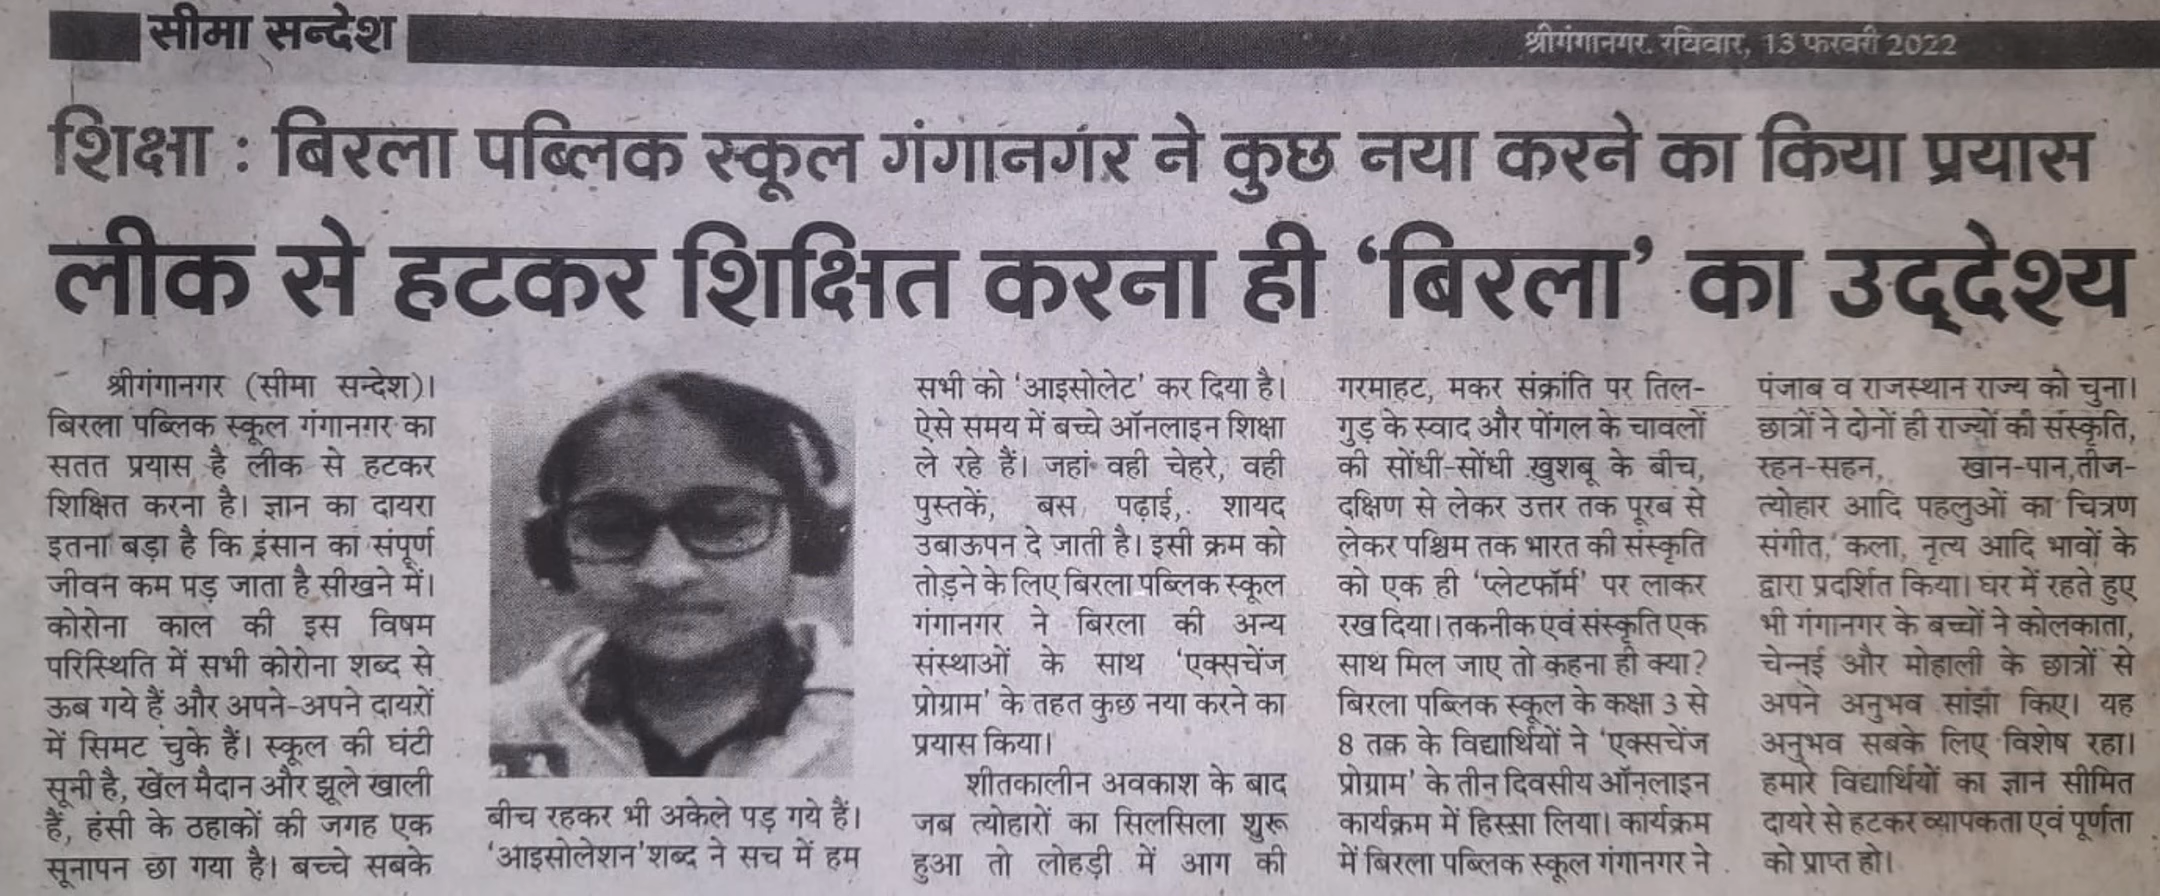 सीमा सन्देश
श्रीगंगानगर. रविवार, 13 फरवरी 2022
शिक्षा : बिरला पब्लिक स्कूल गंगानगर ने कुछ नया करने का किया प्रयास
लीक से हटकर शिक्षित करना ही ‘बिरला’ का उद्देश्य
श्रीगंगानगर (सीमा सन्देश)।
बिरला पब्लिक स्कूल गंगानगर का
सतत प्रयास है लीक से हटकर
शिक्षित करना है। ज्ञान का दायरा
इतना बड़ा है कि इंसान का संपूर्ण
जीवन कम पड़ जाता है सीखने में।
कोरोना काल की इस विषम
परिस्थिति में सभी कोरोना शब्द से
ऊब गये हैं और अपने-अपने दायरों
में सिमट चुके हैं। स्कूल की घंटी
सूनी है, खेल मैदान और झूले खाली
हैं, हंसी के ठहाकों की जगह एक
सूनापन छा गया है। बच्चे सबके
बीच रहकर भी अकेले पड़ गये हैं।
‘आइसोलेशन’ शब्द ने सच में हम
सभी को ‘आइसोलेट’ कर दिया है।
ऐसे समय में बच्चे ऑनलाइन शिक्षा
ले रहे हैं। जहां वही चेहरे, वही
पुस्तकें, बस पढ़ाई, शायद
उबाऊपन दे जाती है। इसी क्रम को
तोड़ने के लिए बिरला पब्लिक स्कूल
गंगानगर ने बिरला की अन्य
संस्थाओं के साथ ‘एक्सचेंज
प्रोग्राम’ के तहत कुछ नया करने का
प्रयास किया।
शीतकालीन अवकाश के बाद
जब त्योहारों का सिलसिला शुरू
हुआ तो लोहड़ी में आग की
गरमाहट, मकर संक्रांति पर तिल-
गुड़ के स्वाद और पोंगल के चावलों
की सोंधी-सोंधी खुशबू के बीच,
दक्षिण से लेकर उत्तर तक पूरब से
लेकर पश्चिम तक भारत की संस्कृति
को एक ही ‘प्लेटफॉर्म’ पर लाकर
रख दिया। तकनीक एवं संस्कृति एक
साथ मिल जाए तो कहना ही क्या?
बिरला पब्लिक स्कूल के कक्षा 3 से
8 तक के विद्यार्थियों ने ‘एक्सचेंज
प्रोग्राम’ के तीन दिवसीय ऑनलाइन
कार्यक्रम में हिस्सा लिया। कार्यक्रम
में बिरला पब्लिक स्कूल गंगानगर ने
पंजाब व राजस्थान राज्य को चुना।
छात्रों ने दोनों ही राज्यों की संस्कृति,
रहन-सहन, खान-पान,तीज-
त्योहार आदि पहलुओं का चित्रण
संगीत, कला, नृत्य आदि भावों के
द्वारा प्रदर्शित किया। घर में रहते हुए
भी गंगानगर के बच्चों ने कोलकाता,
चेन्नई और मोहाली के छात्रों से
अपने अनुभव सांझा किए। यह
अनुभव सबके लिए विशेष रहा।
हमारे विद्यार्थियों का ज्ञान सीमित
दायरे से हटकर व्यापकता एवं पूर्णता
को प्राप्त हो।